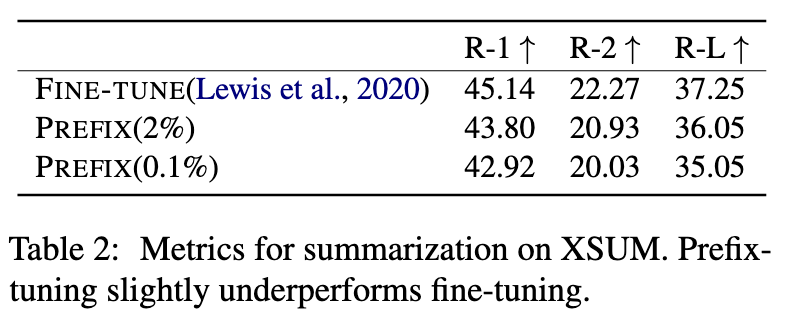 R-1 ↑ R-2 ↑ R-L ↑
FINE-TUNE(Lewis et al., 2020) 45.14 22.27 37.25
PREFIX(2%) 43.80 20.93 36.05
PREFIX(0.1%) 42.92 20.03 35.05
Table 2: Metrics for summarization on XSUM. Prefix-
tuning slightly underperforms fine-tuning.